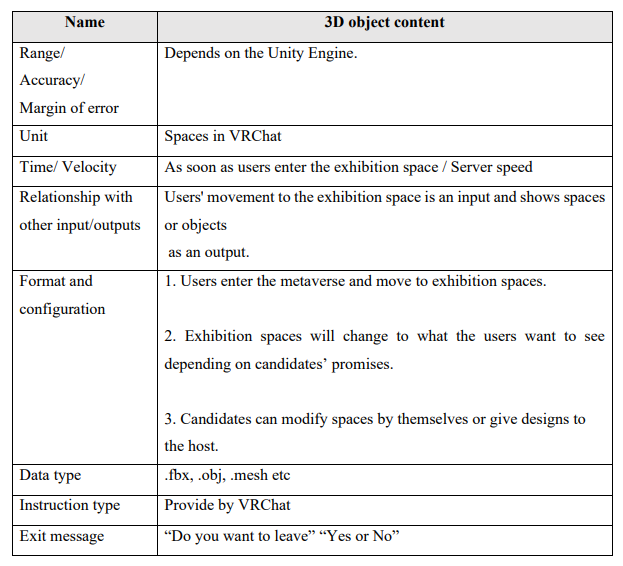 Name 3D object content
Range/ Depends on the Unity Engine.
Accuracy/
Margin of error
Unit Spaces in VRChat
Time/ Velocity As soon as users enter the exhibition space / Server speed
Relationship with Users' movement to the exhibition space is an input and shows spaces
other input/outputs or objects
as an output.
Format and 1. Users enter the metaverse and move to exhibition spaces.
configuration
2. Exhibition spaces will change to what the users want to see
depending on candidates’ promises.
3. Candidates can modify spaces by themselves or give designs to
the host.
Data type .fbx, .obj, .mesh etc
Instruction type Provide by VRChat
Exit message “Do you want to leave” “Yes or No”